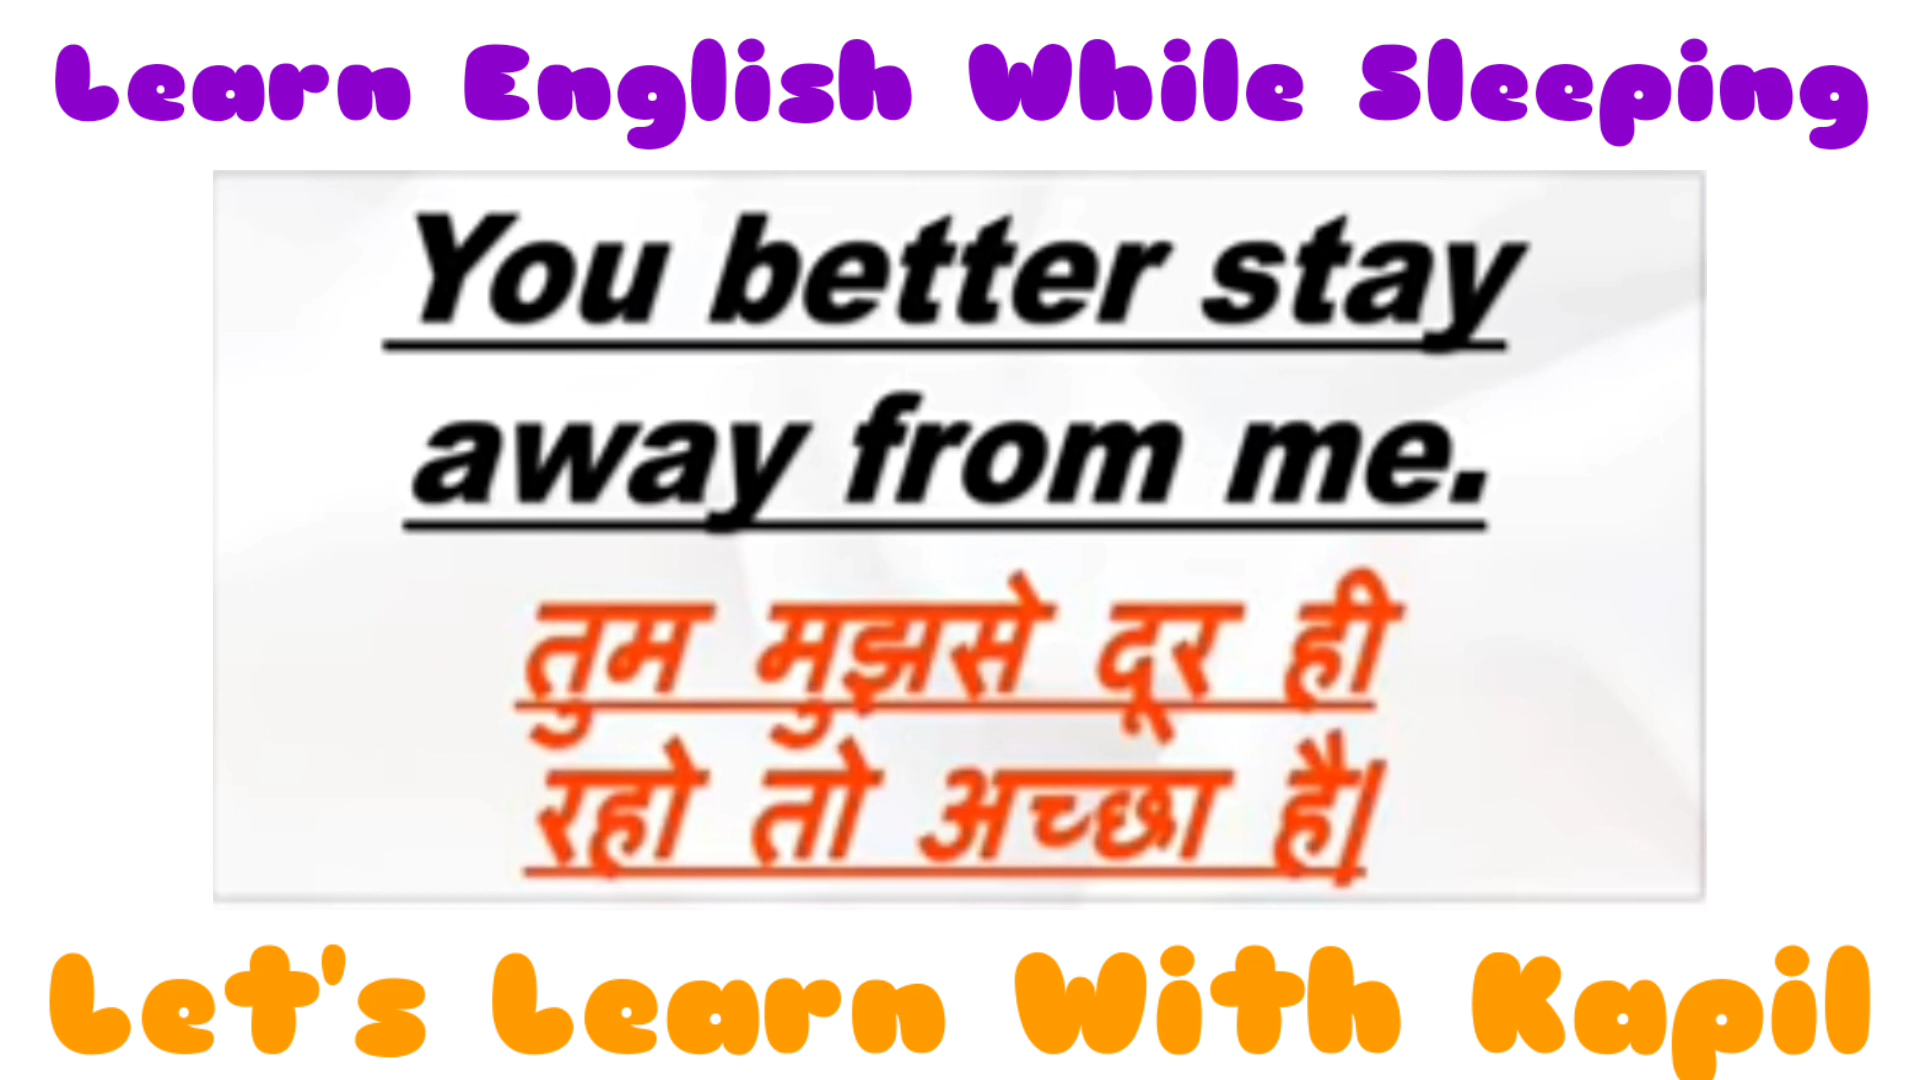 Learn English While Sleeping
You better stay
away from me.
तुम मुझसे दूर ही
रहो तो अच्छा है|
Let's Learn With Kapil